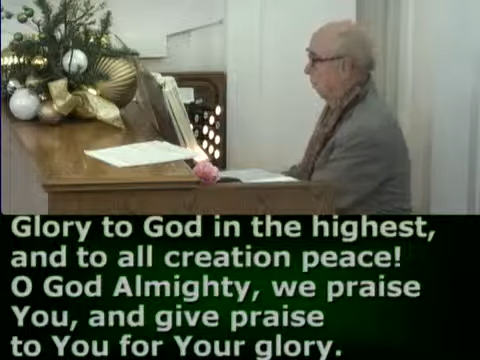 Glory to God in the highest,
and to all creation peace!
O God Almighty, we praise
You, and give praise
to You for Your glory.